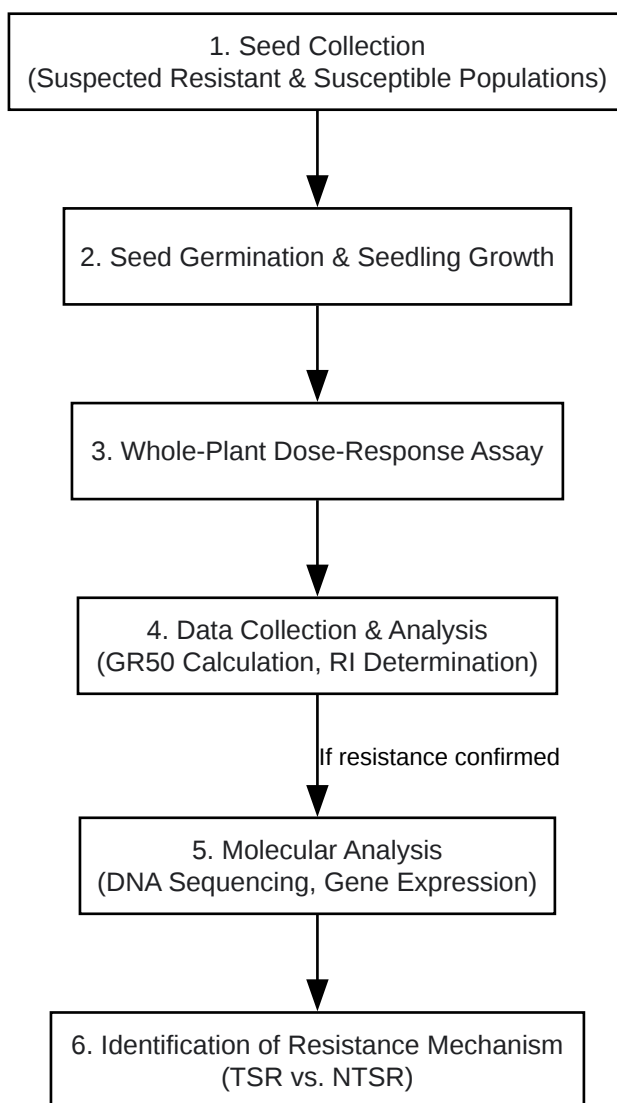 1. Seed Collection
(Suspected Resistant & Susceptible Populations)
2. Seed Germination & Seedling Growth
3. Whole-Plant Dose-Response Assay
4. Data Collection & Analysis
(GR50 Calculation, RI Determination)
If resistance confirmed
5. Molecular Analysis
(DNA Sequencing, Gene Expression)
6. Identification of Resistance Mechanism
(TSR vs. NTSR)